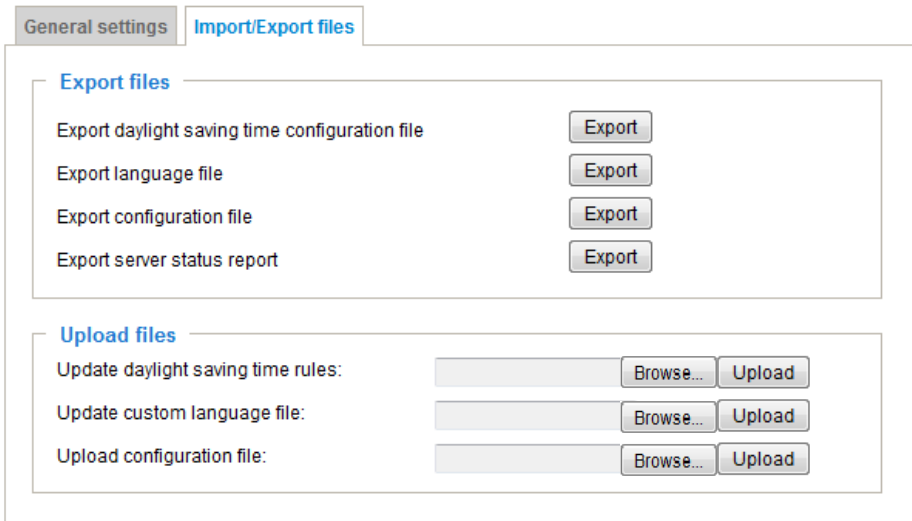 General settings Import/Export files
Export files
Export daylight saving time configuration file Export
Export language file Export
Export configuration file Export
Export server status report Export
Upload files
Update daylight saving time rules: Browse... Upload
Update custom language file: Browse... Upload
Upload configuration file: Browse... Upload